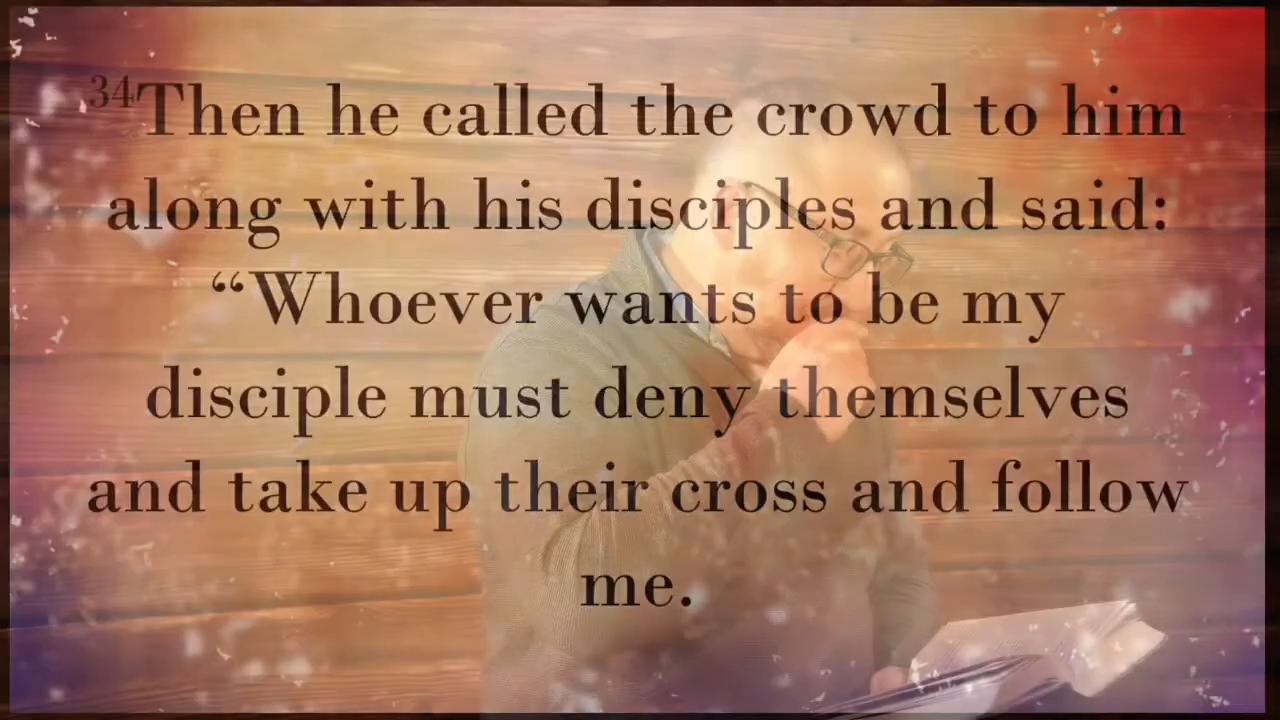 ³⁴Then he called the crowd to him
along with his disciples and said:
“Whoever wants to be my
disciple must deny themselves
and take up their cross and follow
me.